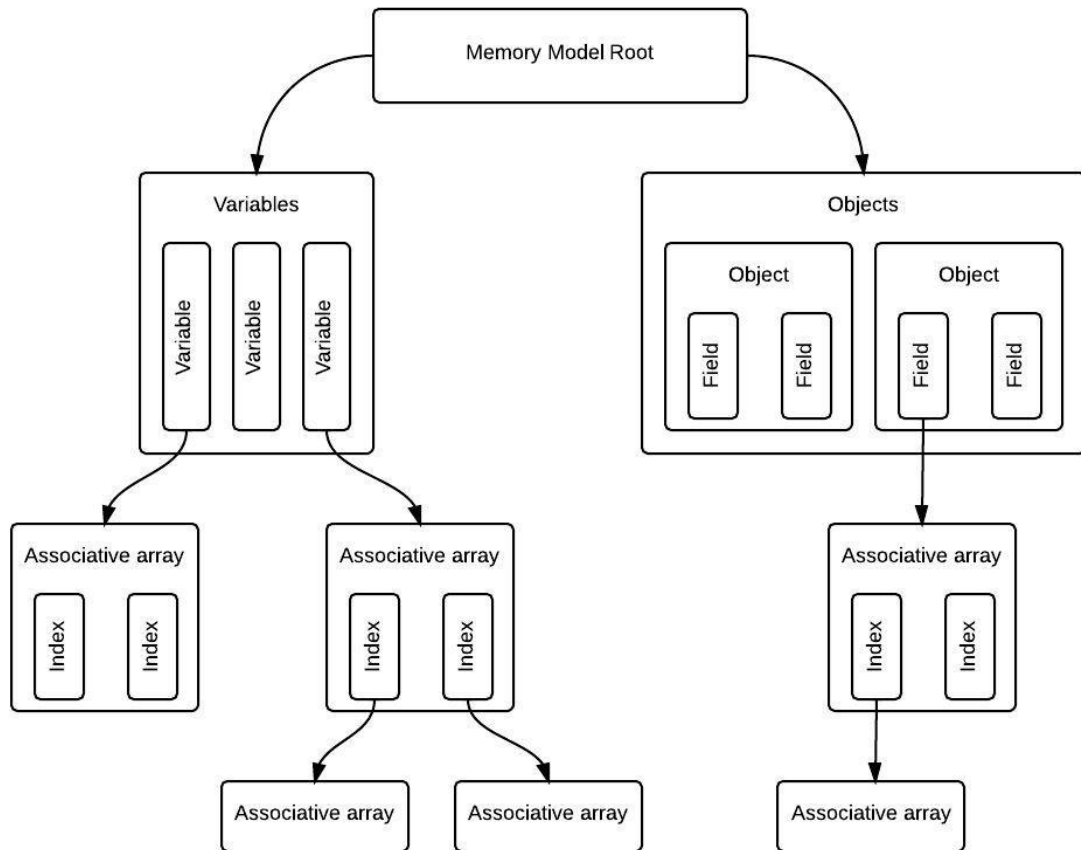 Memory Model Root
Variables
Objects
Variable
Variable
Variable
Object
Object
Field
Field
Field
Field
Associative array
Associative array
Associative array
Index
Index
Index
Index
Index
Index
Associative array
Associative array
Associative array